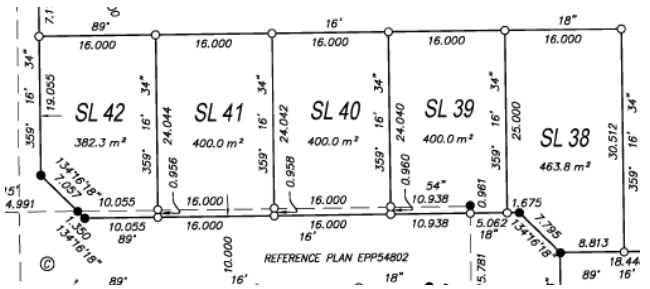 89° 16' 18"
16.000 16.000 16.000 16.000 16.000
34" 34" 34" 34" 34"
19.055 24.044 24.042 24.040 25.000 30.512
16' 16' 16' 16' 16'
359° 359° 359° 359° 359°
SL 42 SL 41 SL 40 SL 39 SL 38
382.3 m² 400.0 m² 400.0 m² 400.0 m² 463.8 m²
0.956 0.958 0.960 0.961
134°16'18"
7.057
54"
4.991 10.055 16.000 16.000 10.938 1.675 7.795
1.350 10.055 16.000 16.000 10.938 5.062 134°16'18"
134°16'18" 89° 16' 18" 8.813
10.000
REFERENCE PLAN EPP54802
©
15.781
18.44
89° 16' 18" 89° 16'